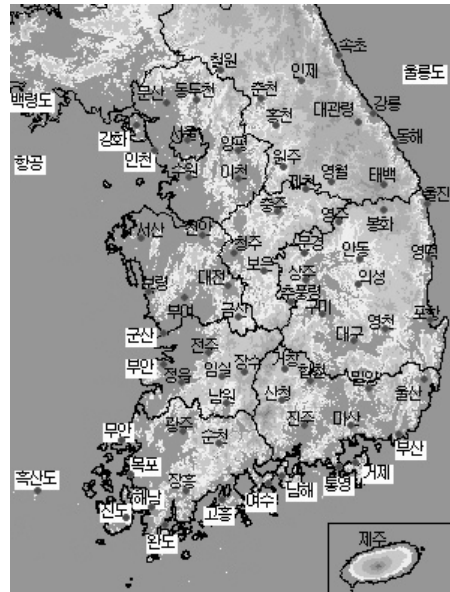 속초
철원
인제
울릉도
문산
동두천
춘천
백령도
대관령
강릉
홍천
강화
서울
양평
동해
인천
항공
수원
이천
원주
영월
태백
제천
울진
충주
영주
봉화
서산
천안
청주
문경
안동
영덕
보은
보령
대전
상주
의성
추풍령
부여
금산
구미
포항
군산
대구
영천
전주
부안
임실
장수
거창
합천
정읍
밀양
울산
남원
산청
무안
광주
순천
진주
마산
부산
목포
흑산도
거제
해남
장흥
여수
남해
통영
진도
고흥
완도
제주